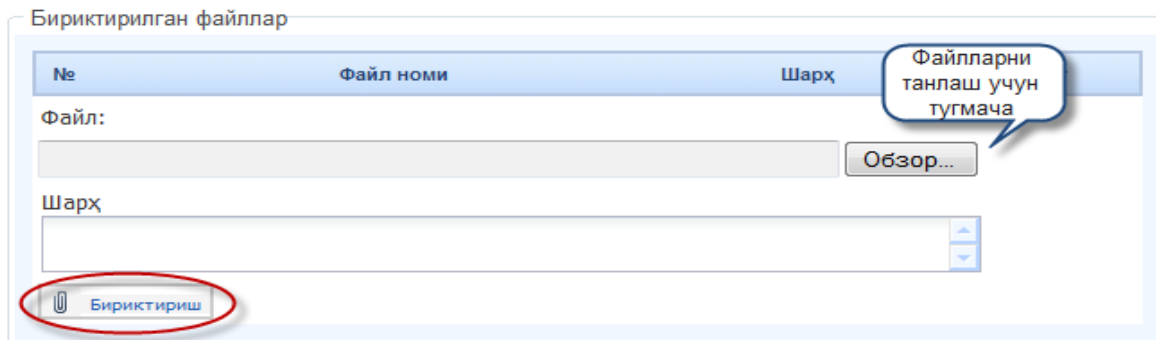 Бириктирилган файллар
№ Файл номи Шарҳ
Файлларни
танлаш учун
тугмача
Файл:
Обзор...
Шарҳ
Бириктириш